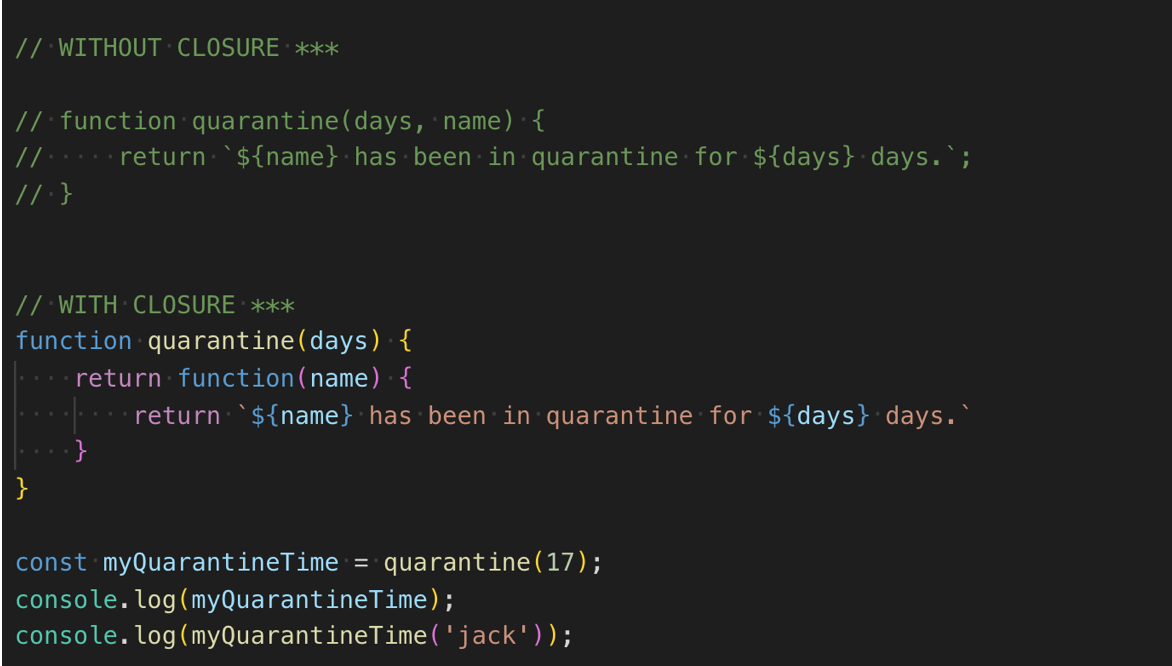 // WITHOUT CLOSURE ***
// function quarantine(days, name) {
//     return `${name} has been in quarantine for ${days} days.`;
// }
// WITH CLOSURE ***
function quarantine(days) {
    return function(name) {
        return `${name} has been in quarantine for ${days} days.`
    }
}
const myQuarantineTime = quarantine(17);
console.log(myQuarantineTime);
console.log(myQuarantineTime('jack'));